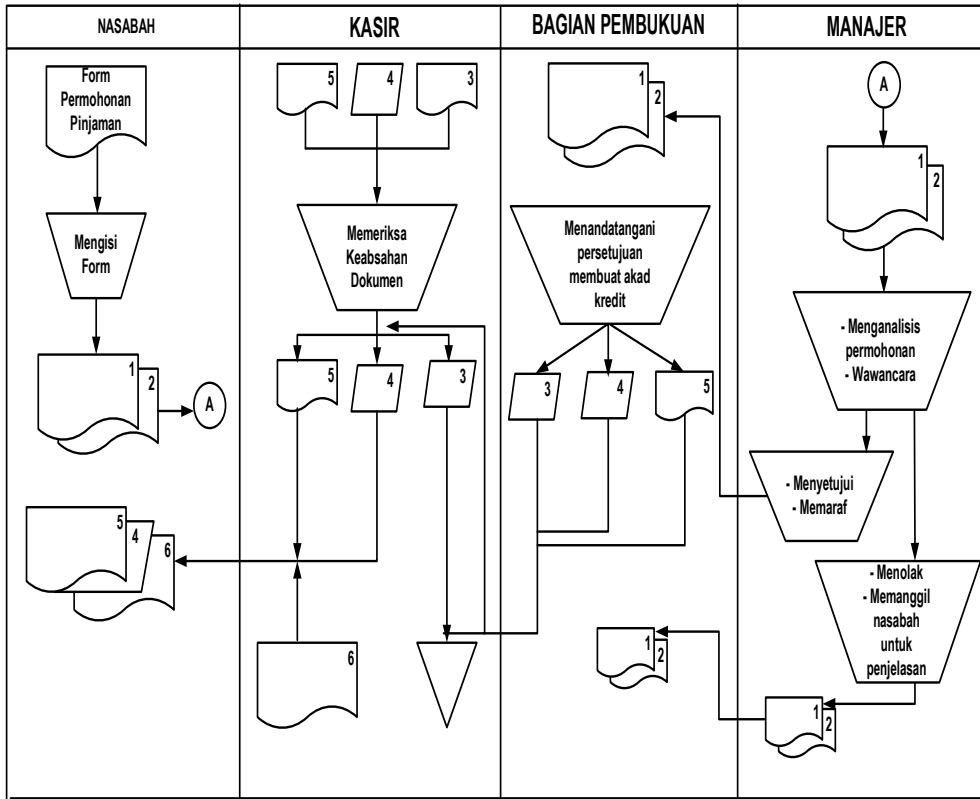 NASABAH
KASIR
BAGIAN PEMBUKUAN
MANAJER
Form
Permohonan
Pinjaman
Mengisi
Form
1
2
A
5
4
6
5
4
3
Memeriksa
Keabsahan
Dokumen
5
4
3
6
1
2
Menandatangani
persetujuan
membuat akad
kredit
3
4
5
1
2
A
1
2
- Menganalisis
permohonan
- Wawancara
- Menyetujui
- Memaraf
- Menolak
- Memanggil
nasabah
untuk
penjelasan
1
2